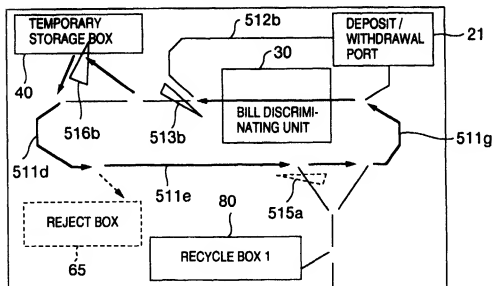 512b
TEMPORARY
STORAGE BOX
DEPOSIT /
WITHDRAWAL
PORT
21
30
40
BILL DISCRIMI-
NATING UNIT
516b
513b
511d
511g
511e
515a
REJECT BOX
80
65
RECYCLE BOX 1